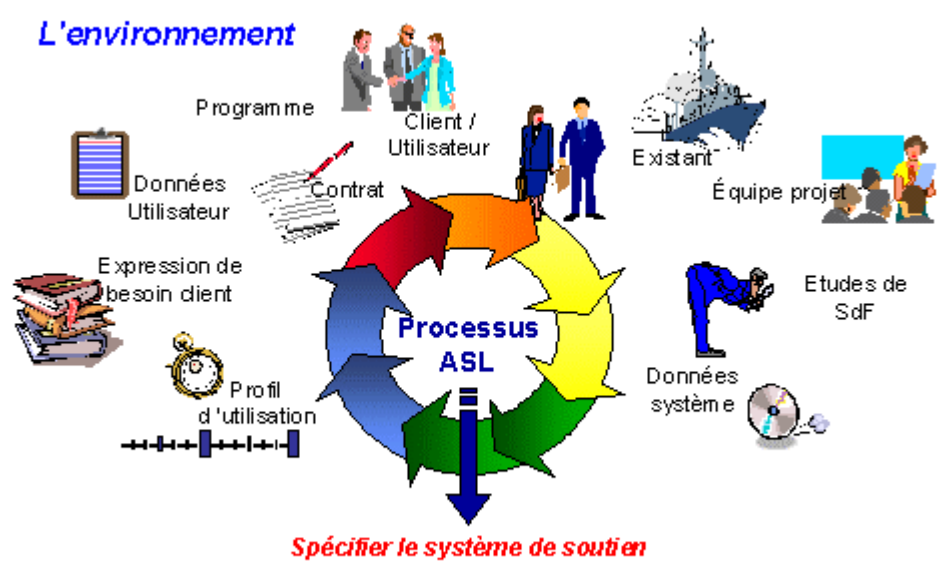 L'environnement
Programme
Client /
Utilisateur
Existant
Données
Utilisateur
Contrat
Équipe projet
Expression de
besoin client
Etudes de
SdF
Processus
ASL
Profil
d'utilisation
Données
système
Spécifier le système de soutien